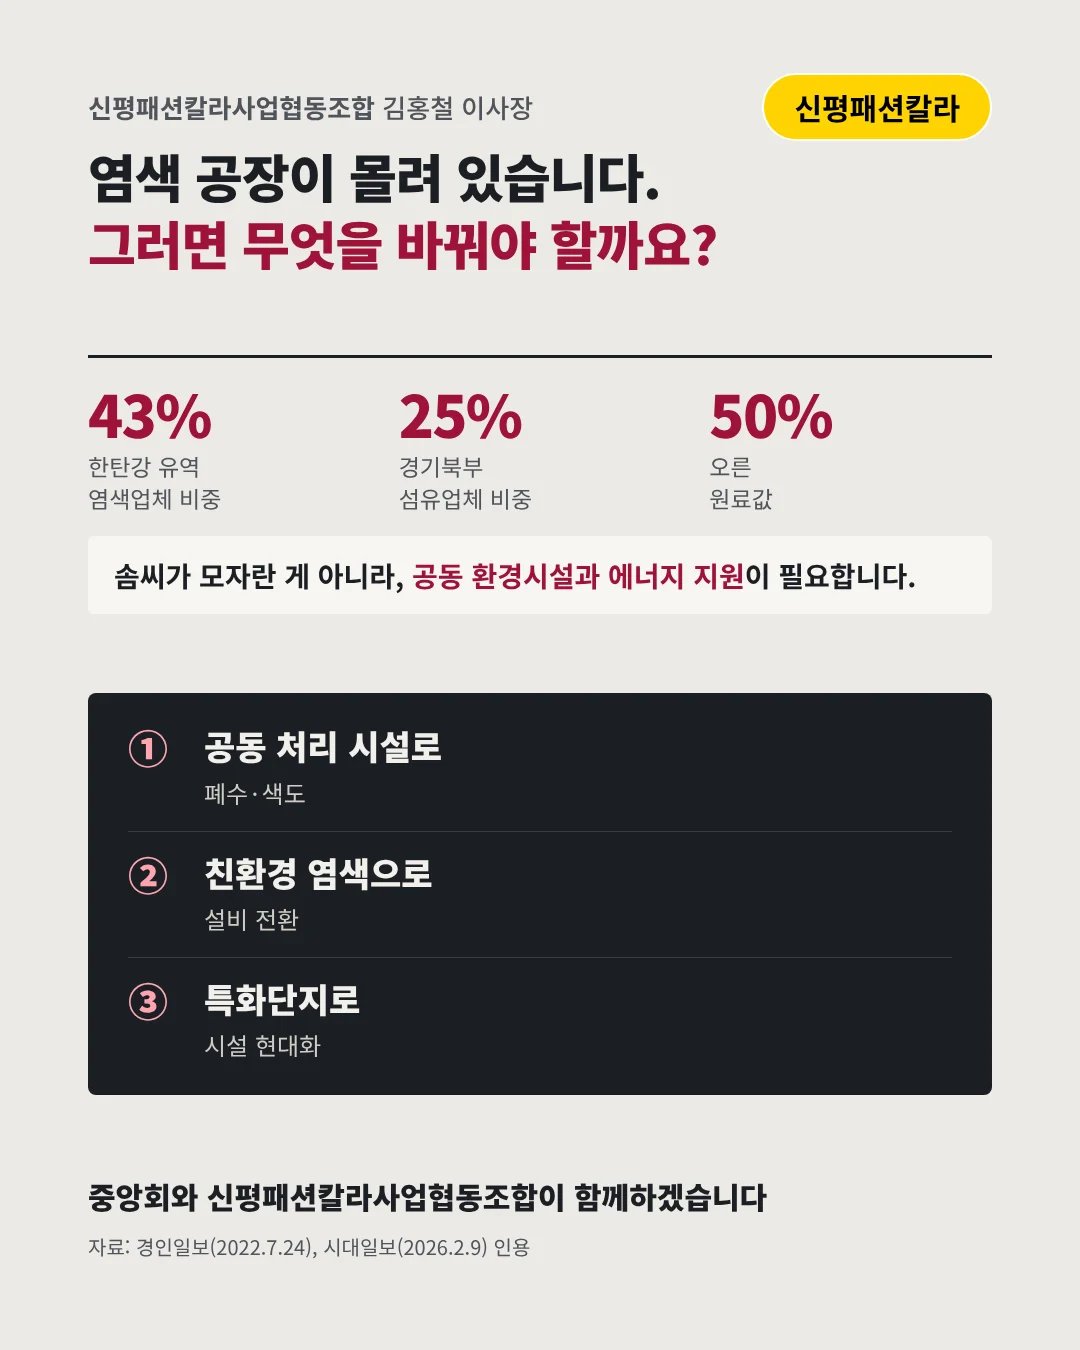 신평패션칼라사업협동조합 김홍철 이사장
신평패션칼라
염색 공장이 몰려 있습니다.
그러면 무엇을 바꿔야 할까요?
43%
한탄강 유역
염색업체 비중
25%
경기북부
섬유업체 비중
50%
오른
원료값
솜씨가 모자란 게 아니라, 공동 환경시설과 에너지 지원이 필요합니다.
① 공동 처리 시설로
폐수·색도
② 친환경 염색으로
설비 전환
③ 특화단지로
시설 현대화
중앙회와 신평패션칼라사업협동조합이 함께하겠습니다
자료: 경인일보(2022.7.24), 시대일보(2026.2.9) 인용